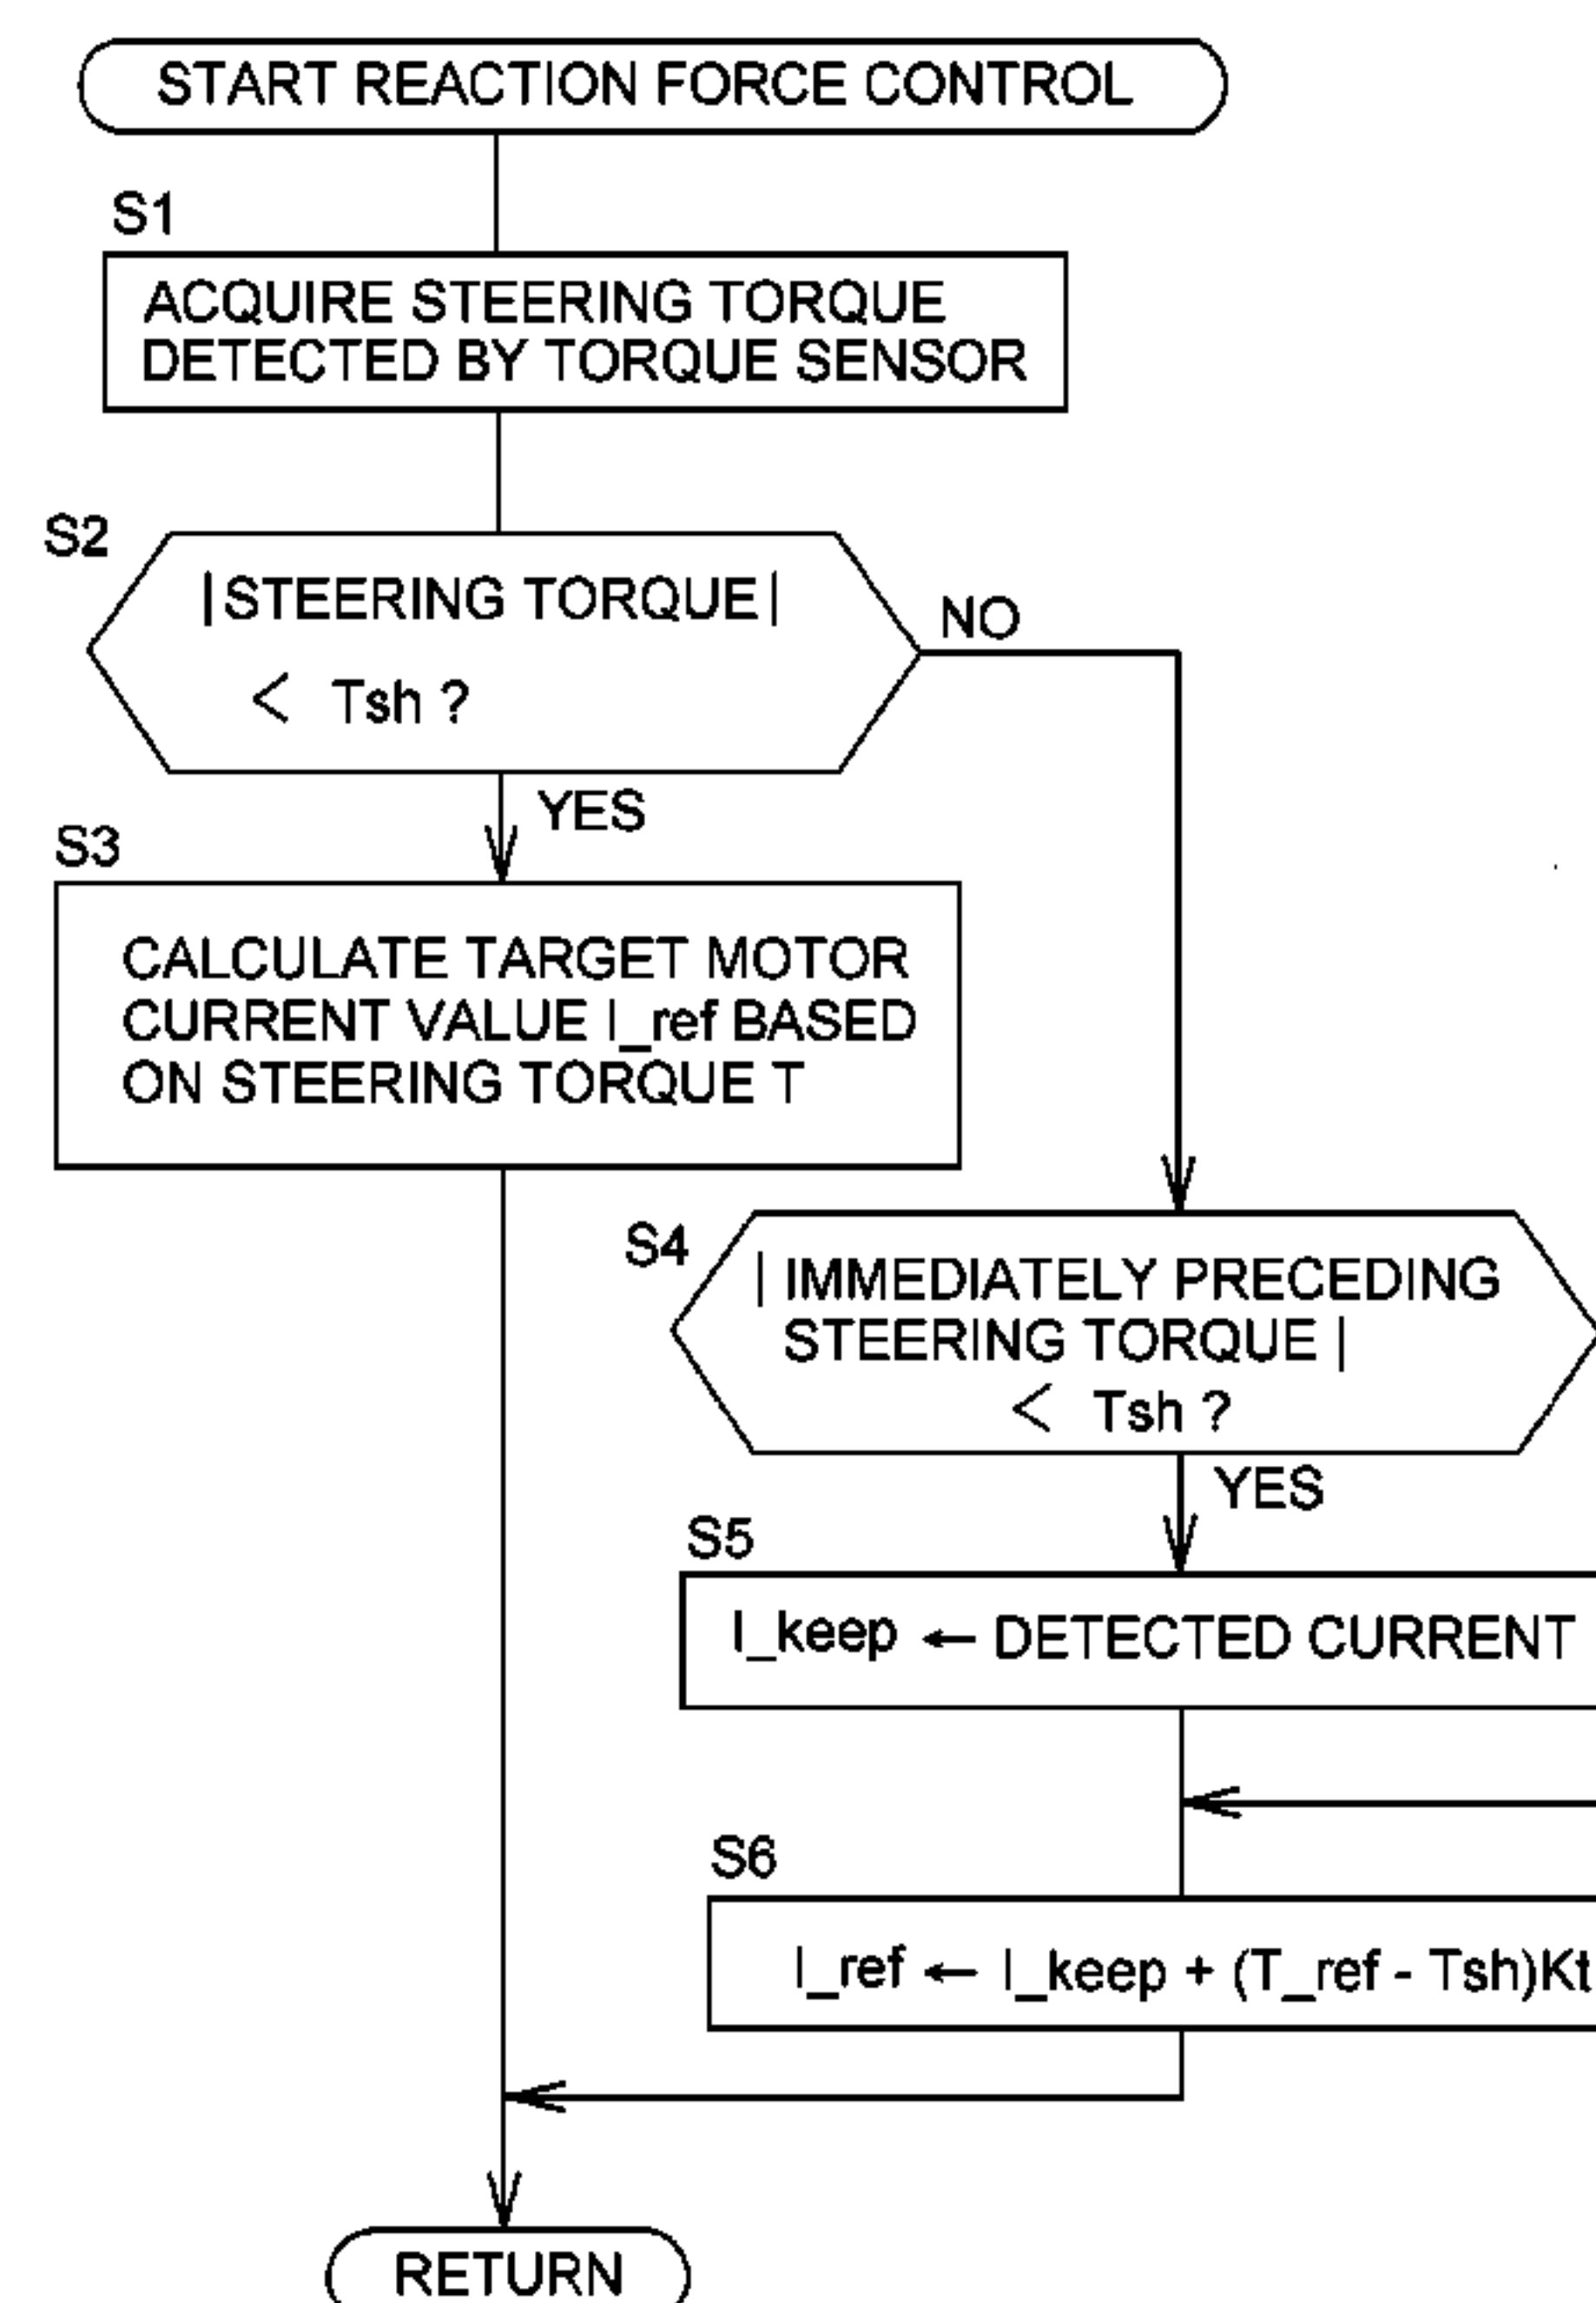 START REACTION FORCE CONTROL
S1
ACQUIRE STEERING TORQUE
DETECTED BY TORQUE SENSOR
S2
|STEERING TORQUE|
< Tsh ?
NO
YES
S3
CALCULATE TARGET MOTOR
CURRENT VALUE I_ref BASED
ON STEERING TORQUE T
S4
| IMMEDIATELY PRECEDING
STEERING TORQUE |
< Tsh ?
YES
S5
I_keep ← DETECTED CURRENT
S6
I_ref ← I_keep + (T_ref - Tsh)Kt
RETURN